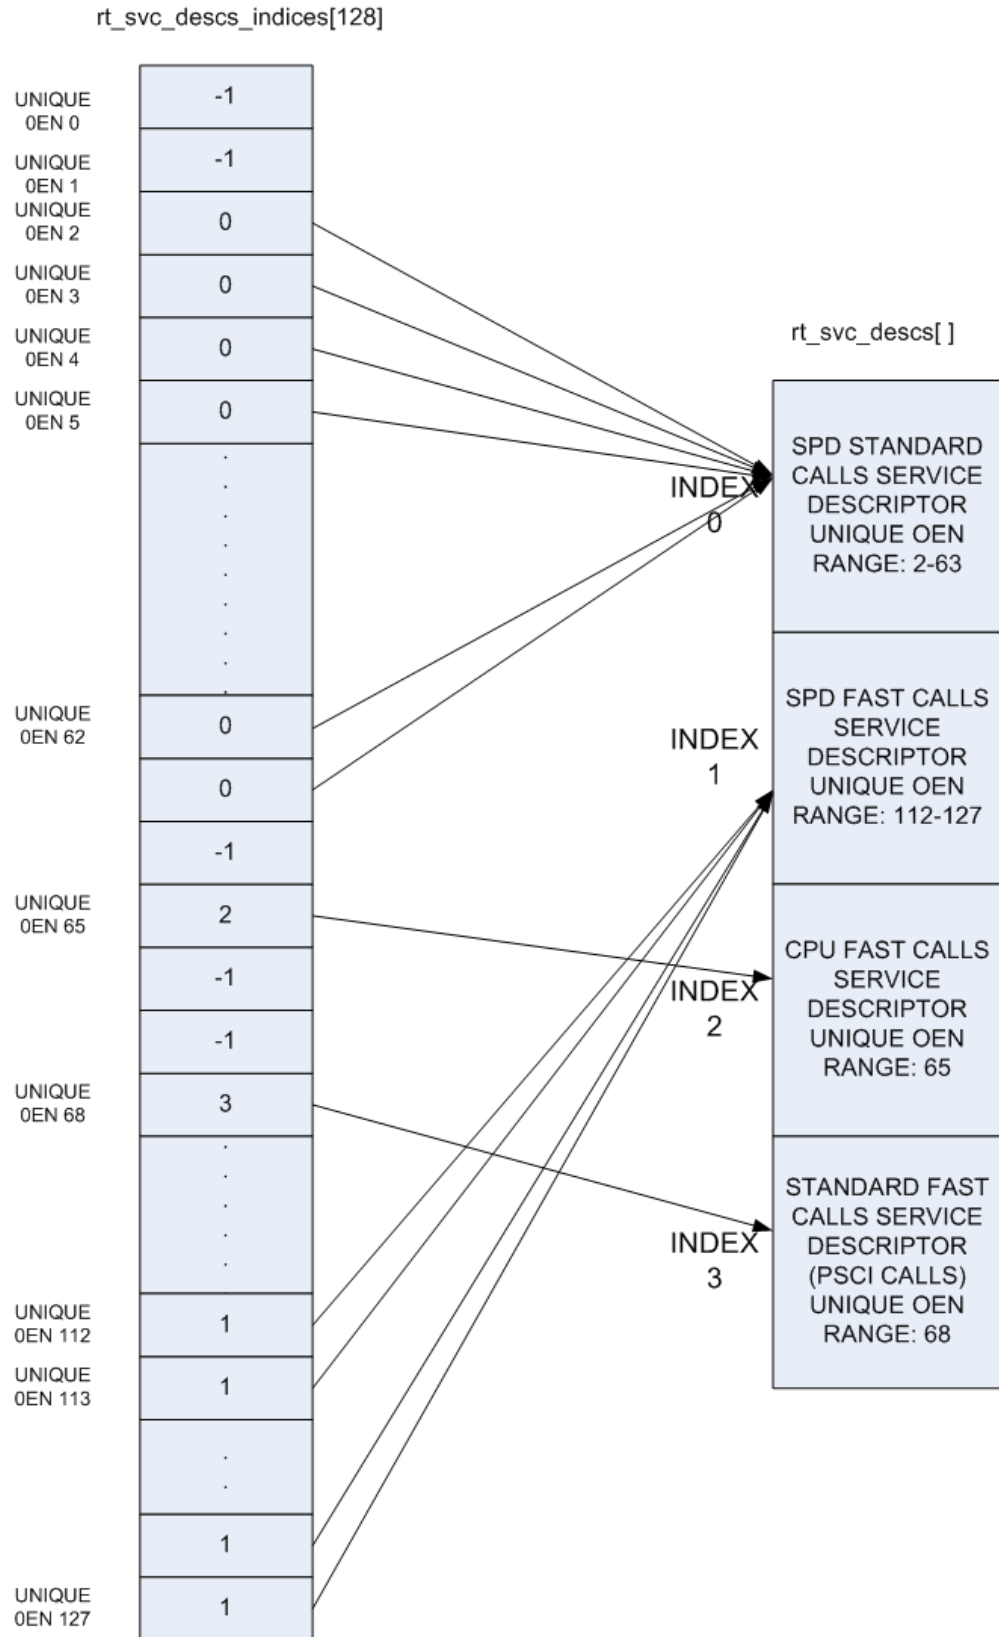 rt_svc_descs_indices[128]
UNIQUE
0EN 0
-1
UNIQUE
0EN 1
-1
UNIQUE
0EN 2
0
UNIQUE
0EN 3
0
UNIQUE
0EN 4
0
UNIQUE
0EN 5
0
UNIQUE
0EN 62
0
0
-1
UNIQUE
0EN 65
2
-1
-1
UNIQUE
0EN 68
3
UNIQUE
0EN 112
1
UNIQUE
0EN 113
1
1
UNIQUE
0EN 127
1
rt_svc_descs[ ]
INDEX
0
SPD STANDARD
CALLS SERVICE
DESCRIPTOR
UNIQUE OEN
RANGE: 2-63
INDEX
1
SPD FAST CALLS
SERVICE
DESCRIPTOR
UNIQUE OEN
RANGE: 112-127
INDEX
2
CPU FAST CALLS
SERVICE
DESCRIPTOR
UNIQUE OEN
RANGE: 65
INDEX
3
STANDARD FAST
CALLS SERVICE
DESCRIPTOR
(PSCI CALLS)
UNIQUE OEN
RANGE: 68